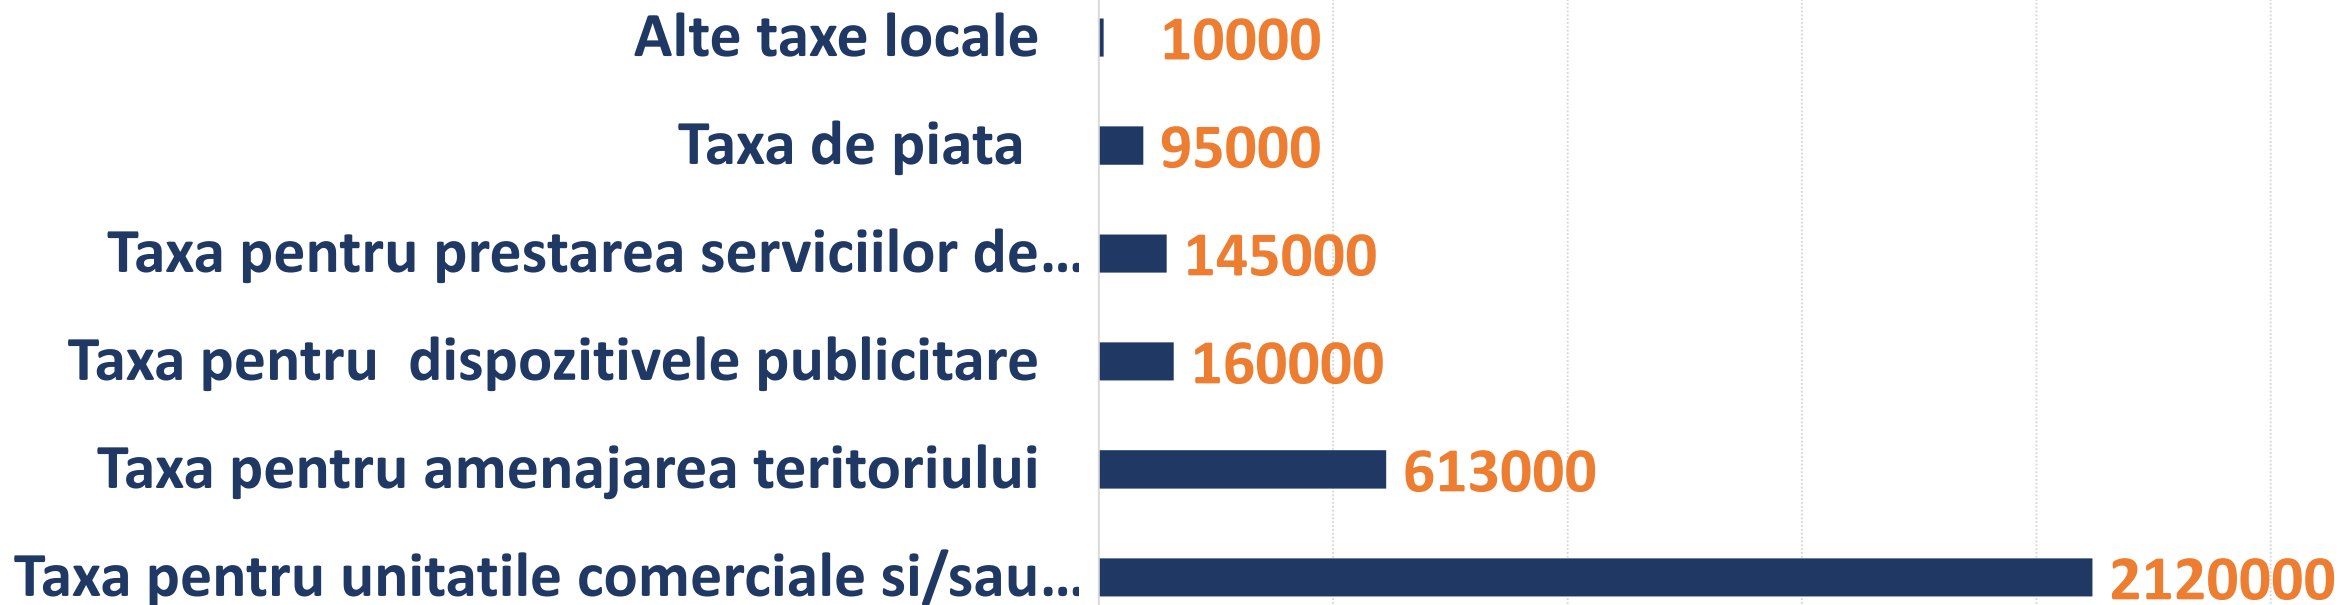 Alte taxe locale 10000
Taxa de piata 95000
Taxa pentru prestarea serviciilor de... 145000
Taxa pentru dispozitivele publicitare 160000
Taxa pentru amenajarea teritoriului 613000
Taxa pentru unitatile comerciale si/sau... 2120000